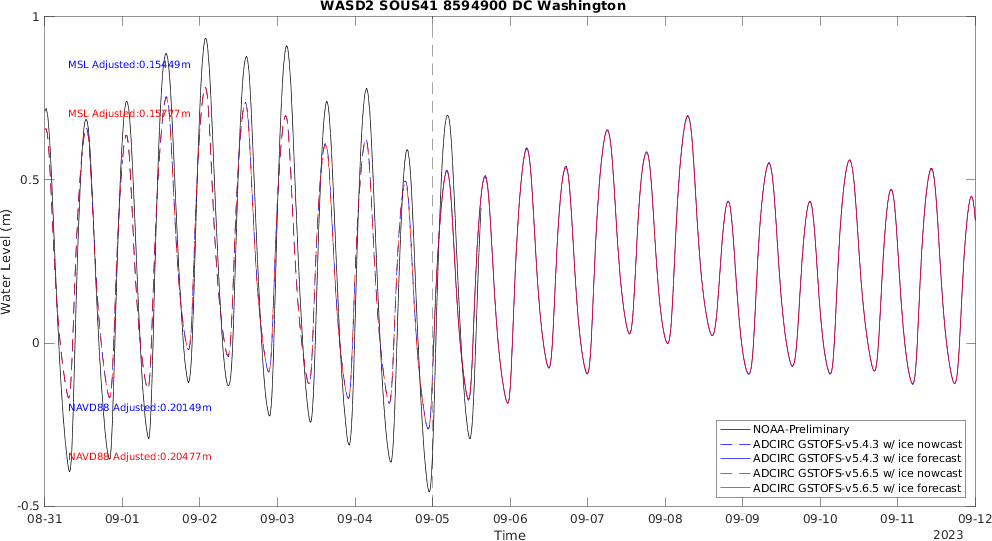 WASD2 SOUS41 8594900 DC Washington
1
0.5
0
-0.5
Water Level (m)
MSL Adjusted:0.15449m
MSL Adjusted:0.15777m
NAVD88 Adjusted:0.20149m
NAVD88 Adjusted:0.20477m
NOAA-Preliminary
ADCIRC GSTOFS-v5.4.3 w/ ice nowcast
ADCIRC GSTOFS-v5.4.3 w/ ice forecast
ADCIRC GSTOFS-v5.6.5 w/ ice nowcast
ADCIRC GSTOFS-v5.6.5 w/ ice forecast
08-31 09-01 09-02 09-03 09-04 09-05 09-06 09-07 09-08 09-09 09-10 09-11 09-12
Time
2023